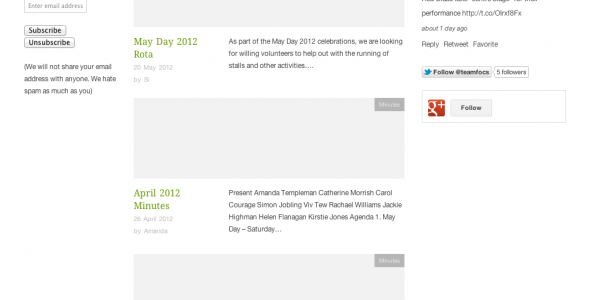 Enter email address
Subscribe
Unsubscribe
(We will not share your email
address with anyone. We hate
spam as much as you)
May Day 2012
Rota
20 May 2012
by Si
As part of the May Day 2012 celebrations, we are looking
for willing volunteers to help out with the running of
stalls and other activities....
Minutes
April 2012
Minutes
26 April 2012
by Amanda
Present Amanda Templeman Catherine Morrish Carol
Courage Simon Jobling Viv Tew Rachael Williams Jackie
Highman Helen Flanagan Kirstie Jones Agenda 1. May
Day – Saturday...
Minutes
performance http://t.co/OIrxf8Fx
about 1 day ago
Reply Retweet Favorite
Follow @teamfocs
5 followers
g+
Follow